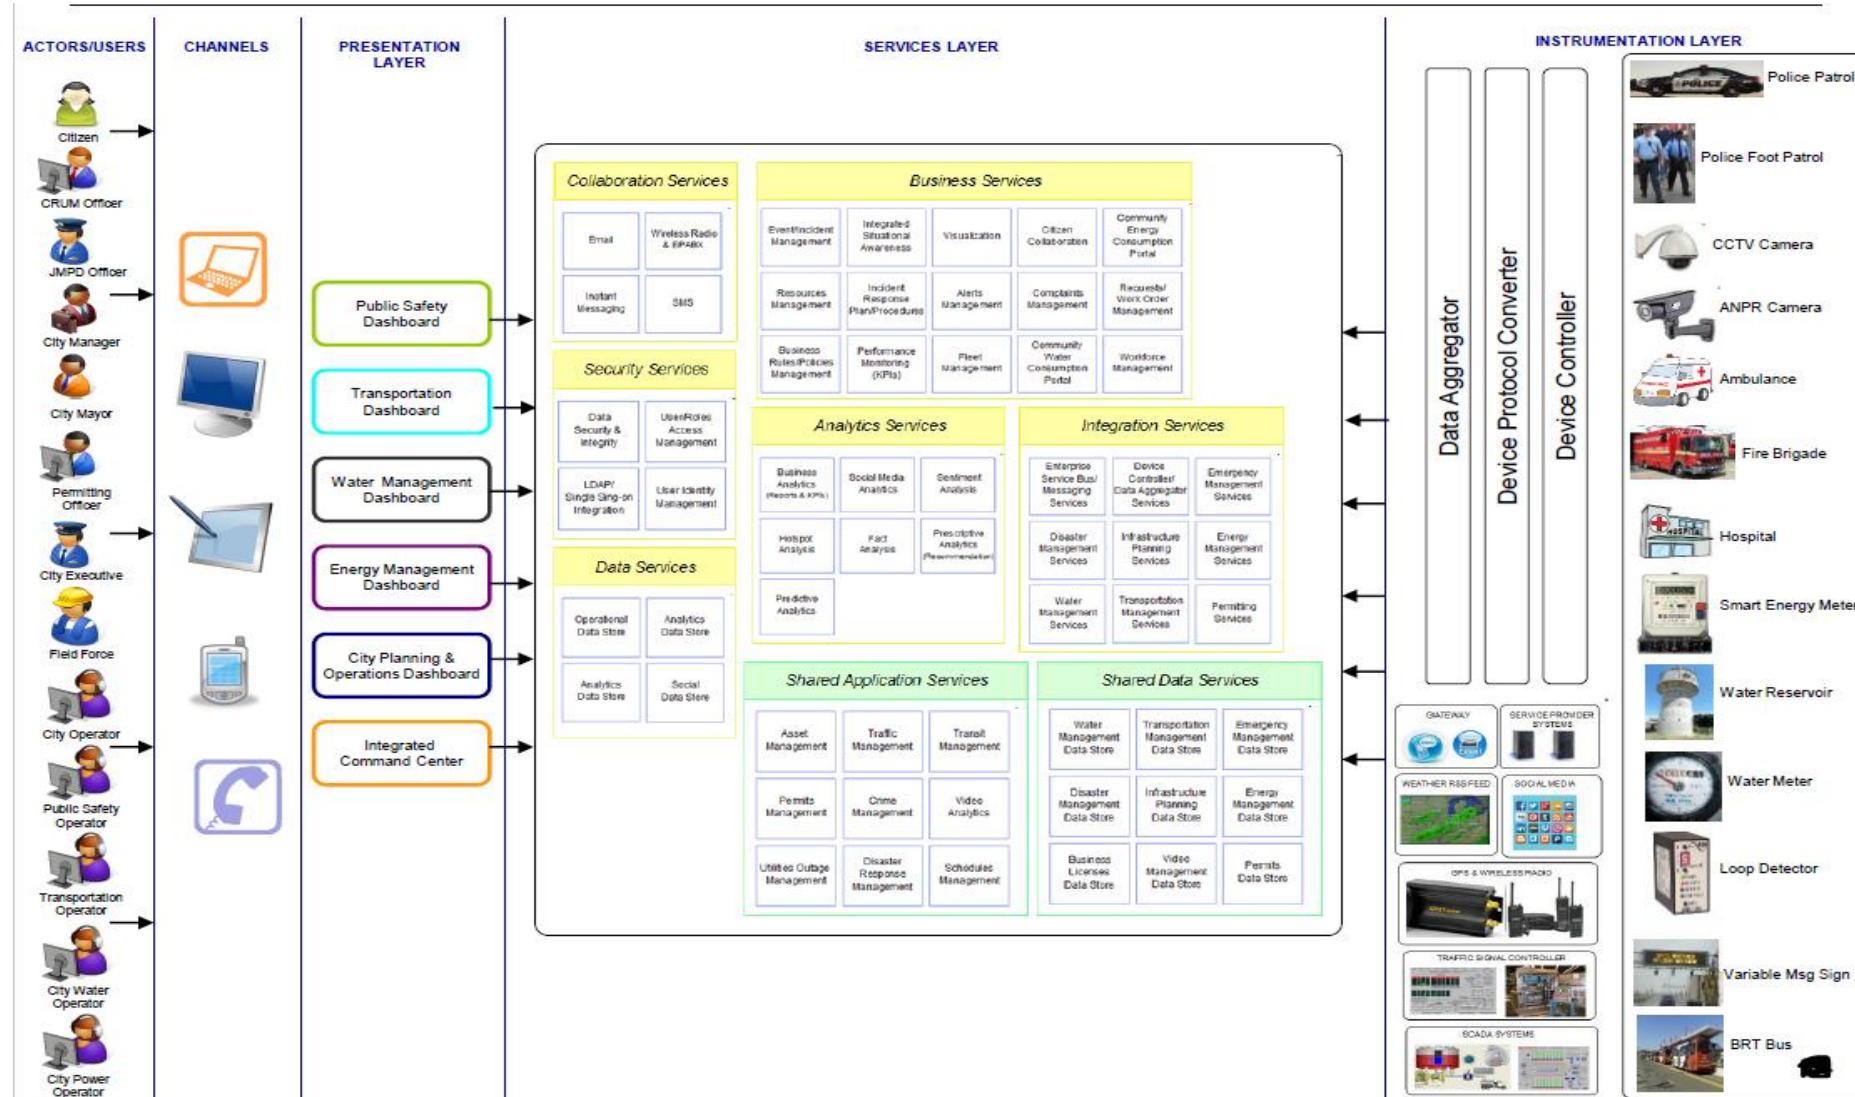 ACTORS/USERS
Citizen
CRUM Officer
JMPD Officer
City Manager
City Mayor
Permitting
Officer
City Executive
Field Force
City Operator
Public Safety
Operator
Transportation
Operator
City Water
Operator
City Power
Operator
CHANNELS
PRESENTATION
LAYER
Public Safety
Dashboard
Transportation
Dashboard
Water Management
Dashboard
Energy Management
Dashboard
City Planning &
Operations Dashboard
Integrated
Command Center
SERVICES LAYER
Collaboration Services
Email
Wireless Radio
& EPABX
Instant
Messaging
SMS
Security Services
Data
Security &
Integrity
User/Roles
Access
Management
LDAP/
Single Sing-on
Integration
User Identity
Management
Data Services
Operational
Data Store
Analytics
Data Store
Analytics
Data Store
Social
Data Store
Business Services
Event/Incident
Management
Integrated
Situational
Awareness
Visualization
Citizen
Collaboration
Community
Energy
Consumption
Portal
Resources
Management
Incident
Response
Plan/Procedures
Alerts
Management
Complaints
Management
Requests/
Work Order
Management
Business
Rules/Policies
Management
Performance
Monitoring
(KPIs)
Fleet
Management
Community
Water
Consumption
Portal
Workforce
Management
Analytics Services
Business
Analytics
(Reports & KPIs)
Social Media
Sentiment
Analysis
Hotspot
Analysis
Fact
Analysis
Prescriptive
Analytics
(Recommendation)
Predictive
Analytics
Integration Services
Enterprise
Service Bus/
Messaging
Services
Device
Controller/
Data Aggregator
Services
Emergency
Management
Services
Disaster
Management
Services
Infrastructure
Planning
Services
Energy
Management
Services
Water
Management
Services
Transportation
Management
Services
Permitting
Services
Shared Application Services
Asset
Management
Traffic
Management
Transit
Management
Permits
Management
Crime
Management
Video
Analytics
Utilities Outage
Management
Disaster
Response
Management
Schedules
Management
Shared Data Services
Water
Management
Data Store
Transportation
Management
Data Store
Emergency
Management
Data Store
Disaster
Management
Data Store
Infrastructure
Planning
Data Store
Energy
Management
Data Store
Business
Licenses
Data Store
Video
Management
Data Store
Permits
Data Store
INSTRUMENTATION LAYER
Data Aggregator
Device Protocol Converter
Device Controller
GATEWAY
SERVICE PROVIDER
SYSTEMS
WEATHER RSS FEED
SOCIAL MEDIA
GPS & WIRELESS RADIO
TRAFFIC SIGNAL CONTROLLER
SCADA SYSTEMS
POLICE
Police Patrol
Police Foot Patrol
CCTV Camera
ANPR Camera
Ambulance
Fire Brigade
HOSPITAL
Hospital
Smart Energy Meter
Water Reservoir
Water Meter
Loop Detector
Variable Msg Sign
BRT Bus